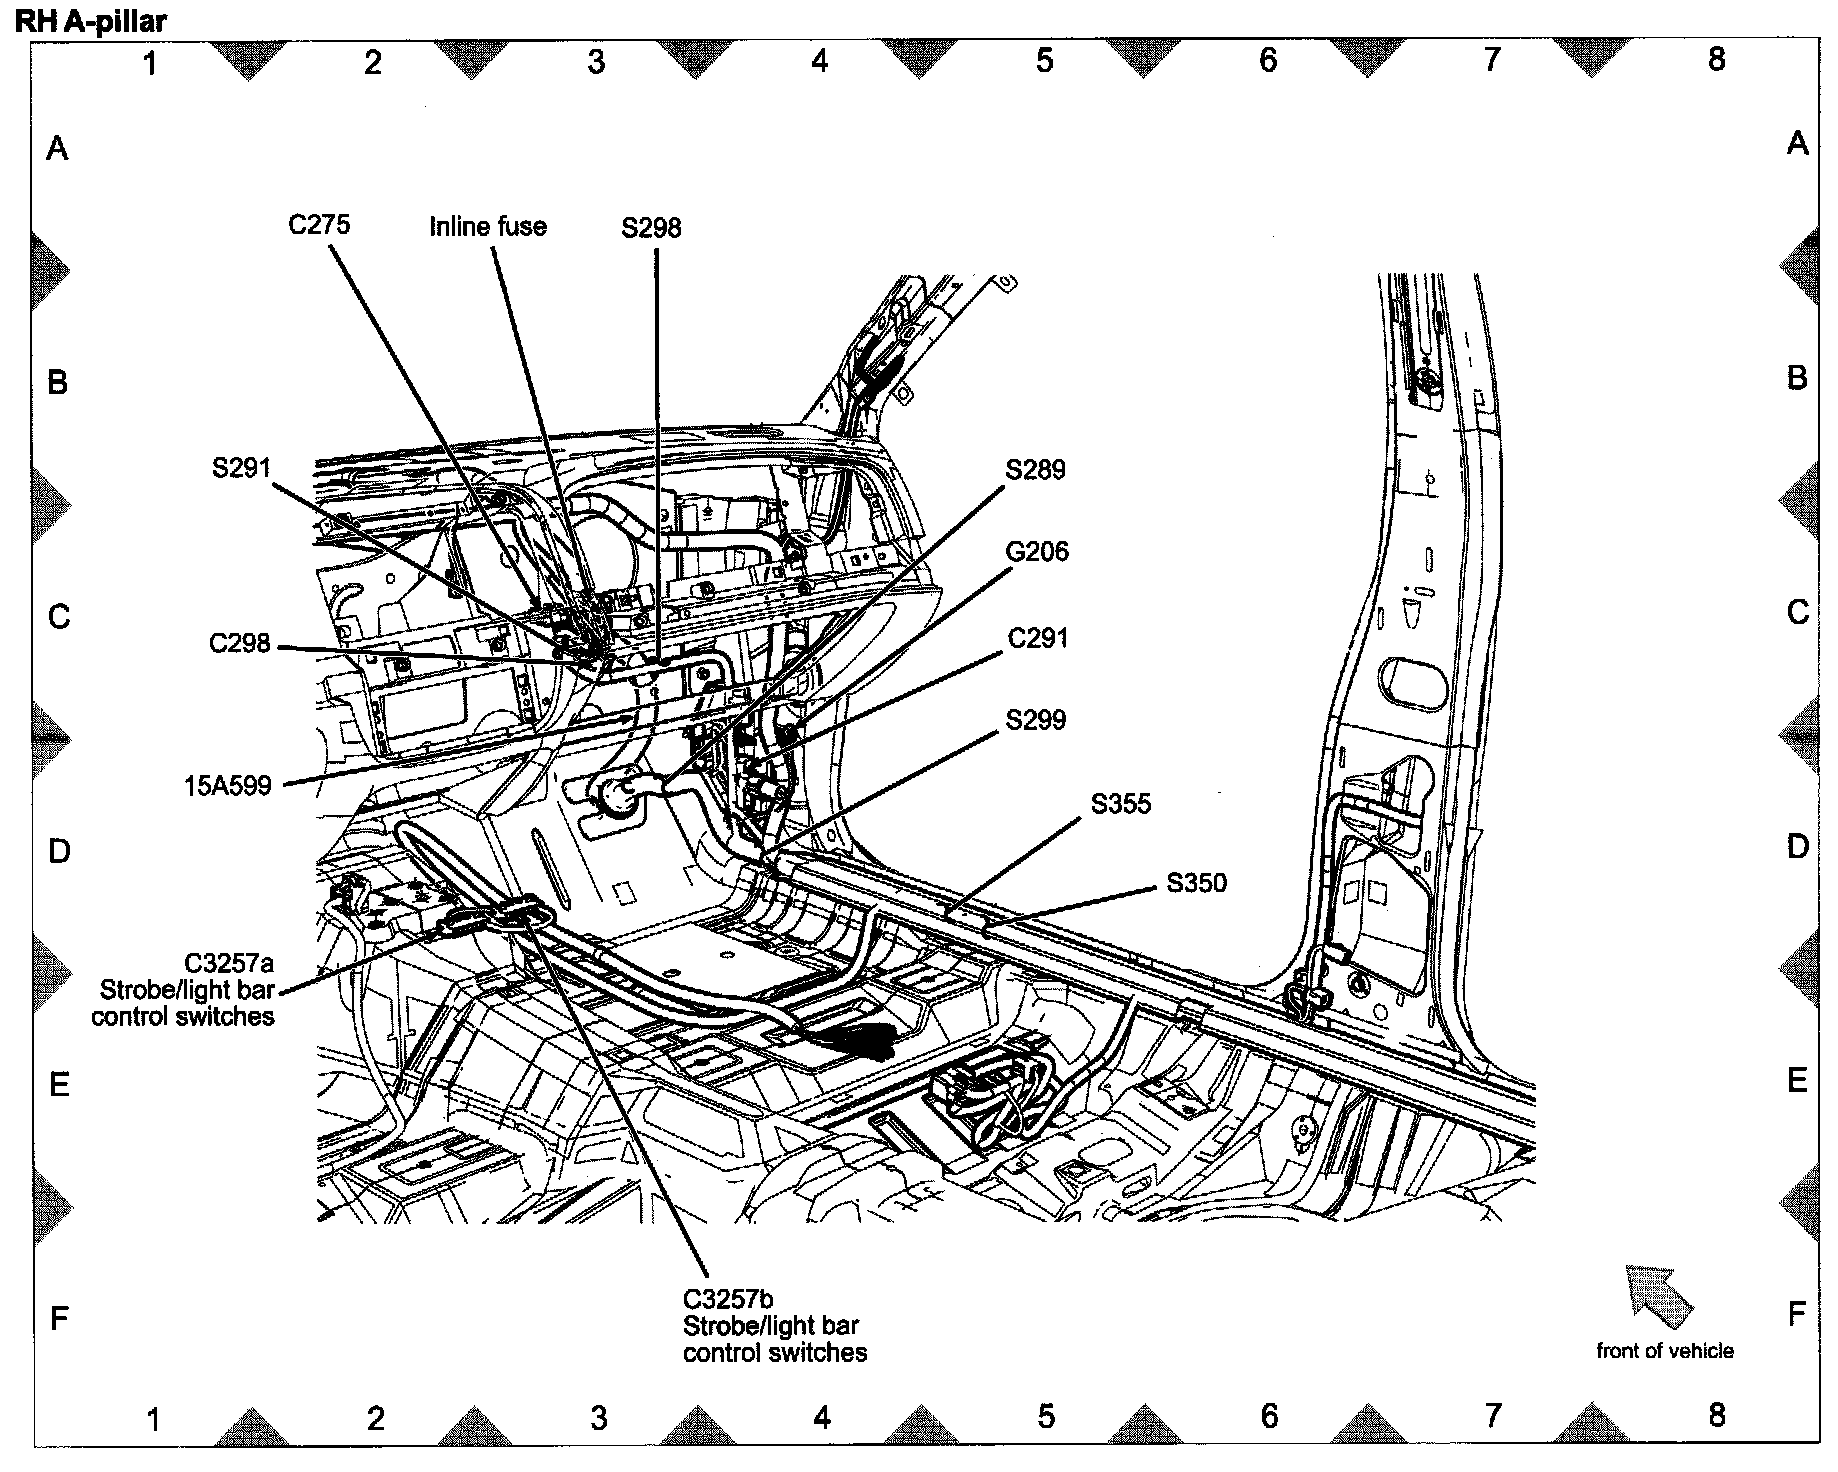 RH A-pillar
1 2 3 4 5 6 7 8
A A
C275 Inline fuse S298
B B
S291 S289
G206
C C
C298 C291
S299
15A599
S355
D D
S350
C3257a
Strobe/light bar
control switches
E E
C3257b
Strobe/light bar
control switches
F F
front of vehicle
1 2 3 4 5 6 7 8